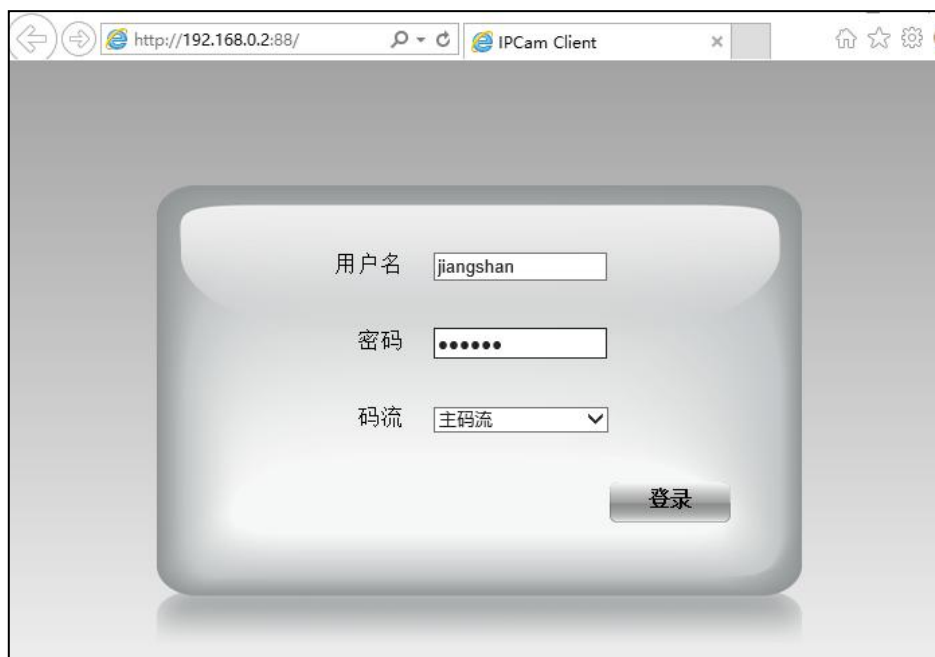 http://192.168.0.2:88/
IPCam Client
用户名 jiangshan
密码 ••••••
码流 主码流
登录